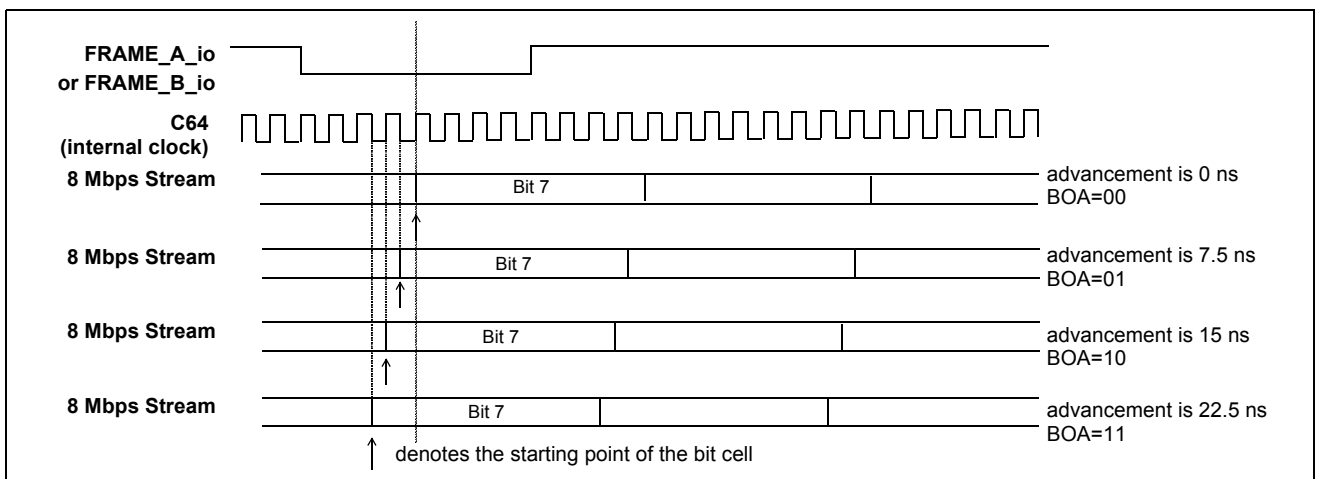 FRAME_A_io
or FRAME_B_io
C64
(internal clock)
8 Mbps Stream
Bit 7
advancement is 0 ns
BOA=00
8 Mbps Stream
Bit 7
advancement is 7.5 ns
BOA=01
8 Mbps Stream
Bit 7
advancement is 15 ns
BOA=10
8 Mbps Stream
Bit 7
advancement is 22.5 ns
BOA=11
denotes the starting point of the bit cell